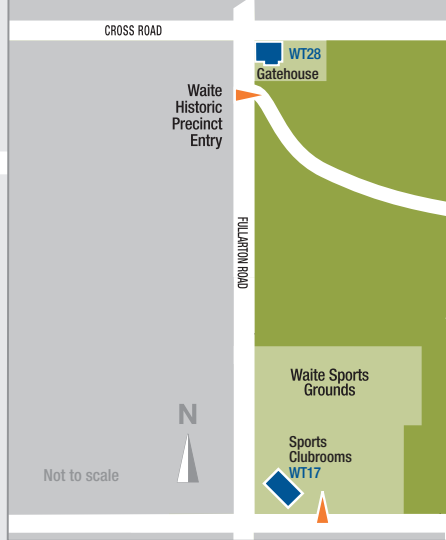 CROSS ROAD
WT28
Gatehouse
Waite
Historic
Precinct
Entry
FULLARTON ROAD
Waite Sports
Grounds
N
Sports
Clubrooms
WT17
Not to scale